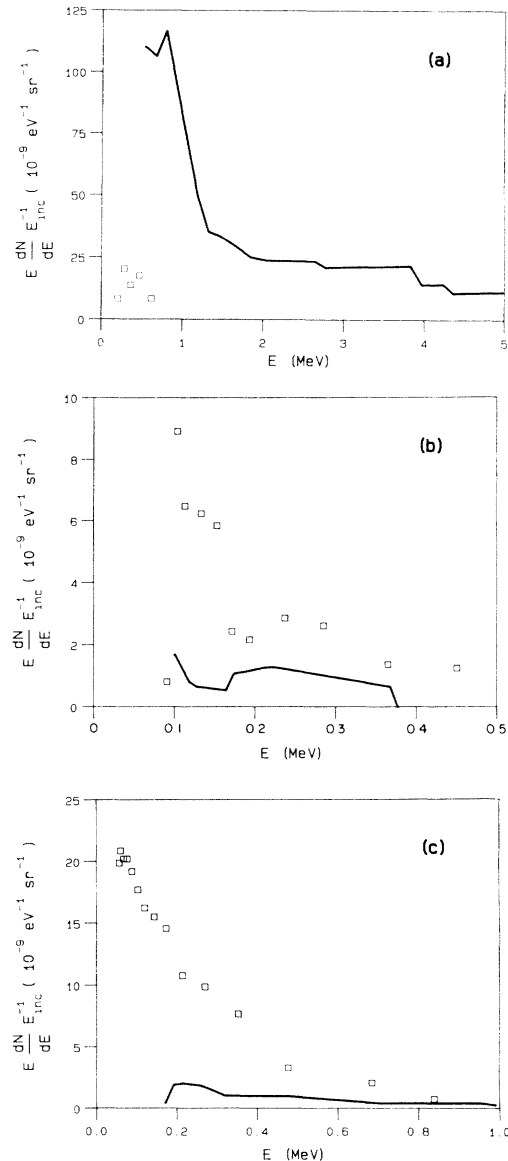 (a)
E dN/dE E_inc^-1 ( 10^-9 eV^-1 sr^-1 )
125
100
75
50
25
0
0 1 2 3 4 5
E (MeV)
(b)
E dN/dE E_inc^-1 ( 10^-9 eV^-1 sr^-1 )
10
8
6
4
2
0
0 0.1 0.2 0.3 0.4 0.5
E (MeV)
(c)
E dN/dE E_inc^-1 ( 10^-9 eV^-1 sr^-1 )
25
20
15
10
5
0
0.0 0.2 0.4 0.6 0.8 1.0
E (MeV)